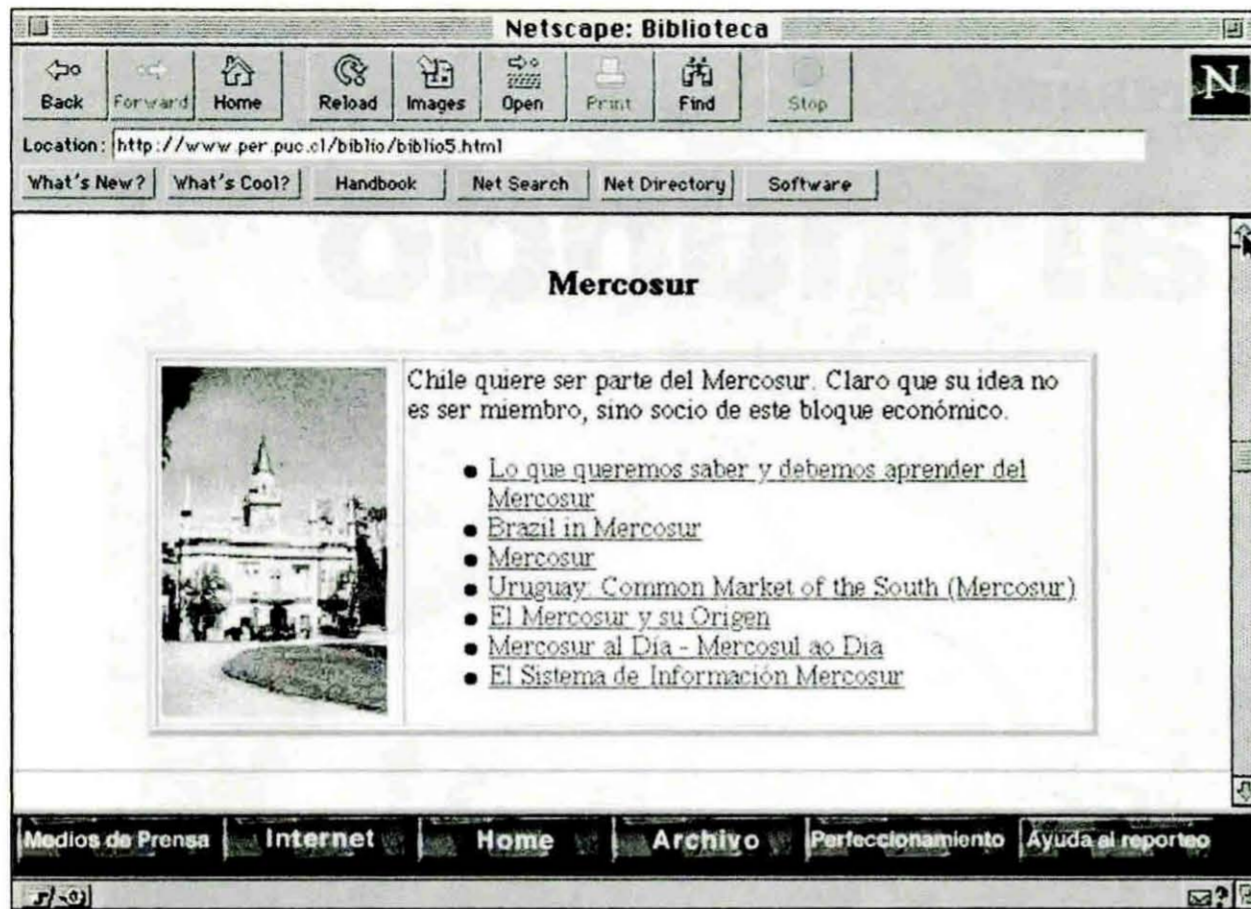 Netscape: Biblioteca
Back Forward Home Reload Images Open Print Find Stop
N
Location: http://www.per.puc.cl/biblio/biblio5.html
What's New? What's Cool? Handbook Net Search Net Directory Software
Mercosur
Chile quiere ser parte del Mercosur. Claro que su idea no
es ser miembro, sino socio de este bloque económico.
Lo que queremos saber y debemos aprender del
Mercosur
Brazil in Mercosur
Mercosur
Uruguay: Common Market of the South (Mercosur)
El Mercosur y su Origen
Mercosur al Día - Mercosul ao Dia
El Sistema de Información Mercosur
Medios de Prensa Internet Home Archivo Perfeccionamiento Ayuda al reporteo
?